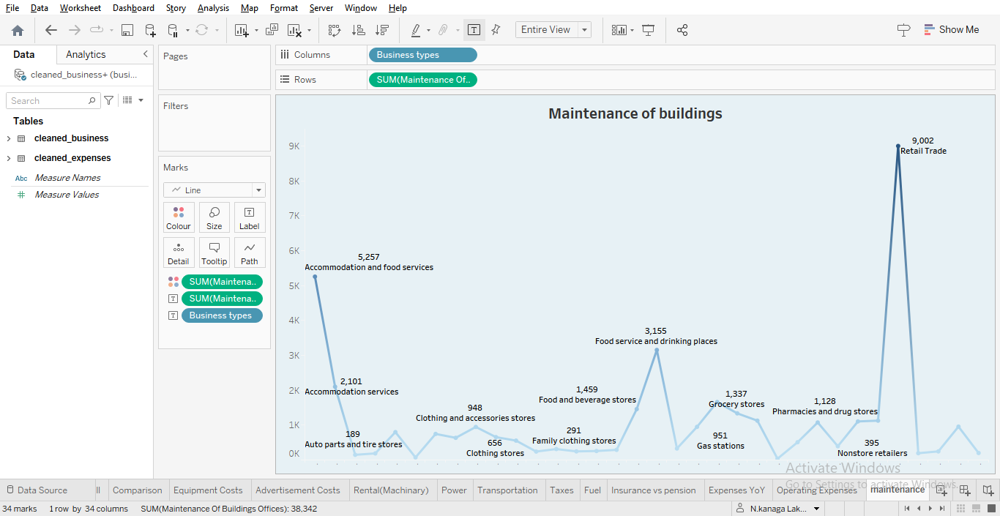 File Data Worksheet Dashboard Story Analysis Map Format Server Window Help
Entire View
Show Me
Data Analytics
cleaned_business+ (busi...
Search
Tables
cleaned_business
cleaned_expenses
Abc Measure Names
Measure Values
Pages
Filters
Marks
Line
Colour Size Label
Detail Tooltip Path
SUM(Maintena..
SUM(Maintena..
Business types
Columns Business types
Rows SUM(Maintenance Of..
Maintenance of buildings
9K
8K
7K
6K
5K
4K
3K
2K
1K
0K
5,257
Accommodation and food services
2,101
Accommodation services
189
Auto parts and tire stores
948
Clothing and accessories stores
656
Clothing stores
291
Family clothing stores
1,459
Food and beverage stores
3,155
Food service and drinking places
951
Gas stations
1,337
Grocery stores
1,128
Pharmacies and drug stores
395
Nonstore retailers
9,002
Retail Trade
Activate Windows
Go to Settings to activate Windows.
Data Source ll Comparison Equipment Costs Advertisement Costs Rental(Machinary) Power Transportation Taxes Fuel Insurance vs pension Expenses YoY Operating Expenses maintenance
34 marks 1 row by 34 columns SUM(Maintenance Of Buildings Offices): 38,342 N.kanaga Lak...